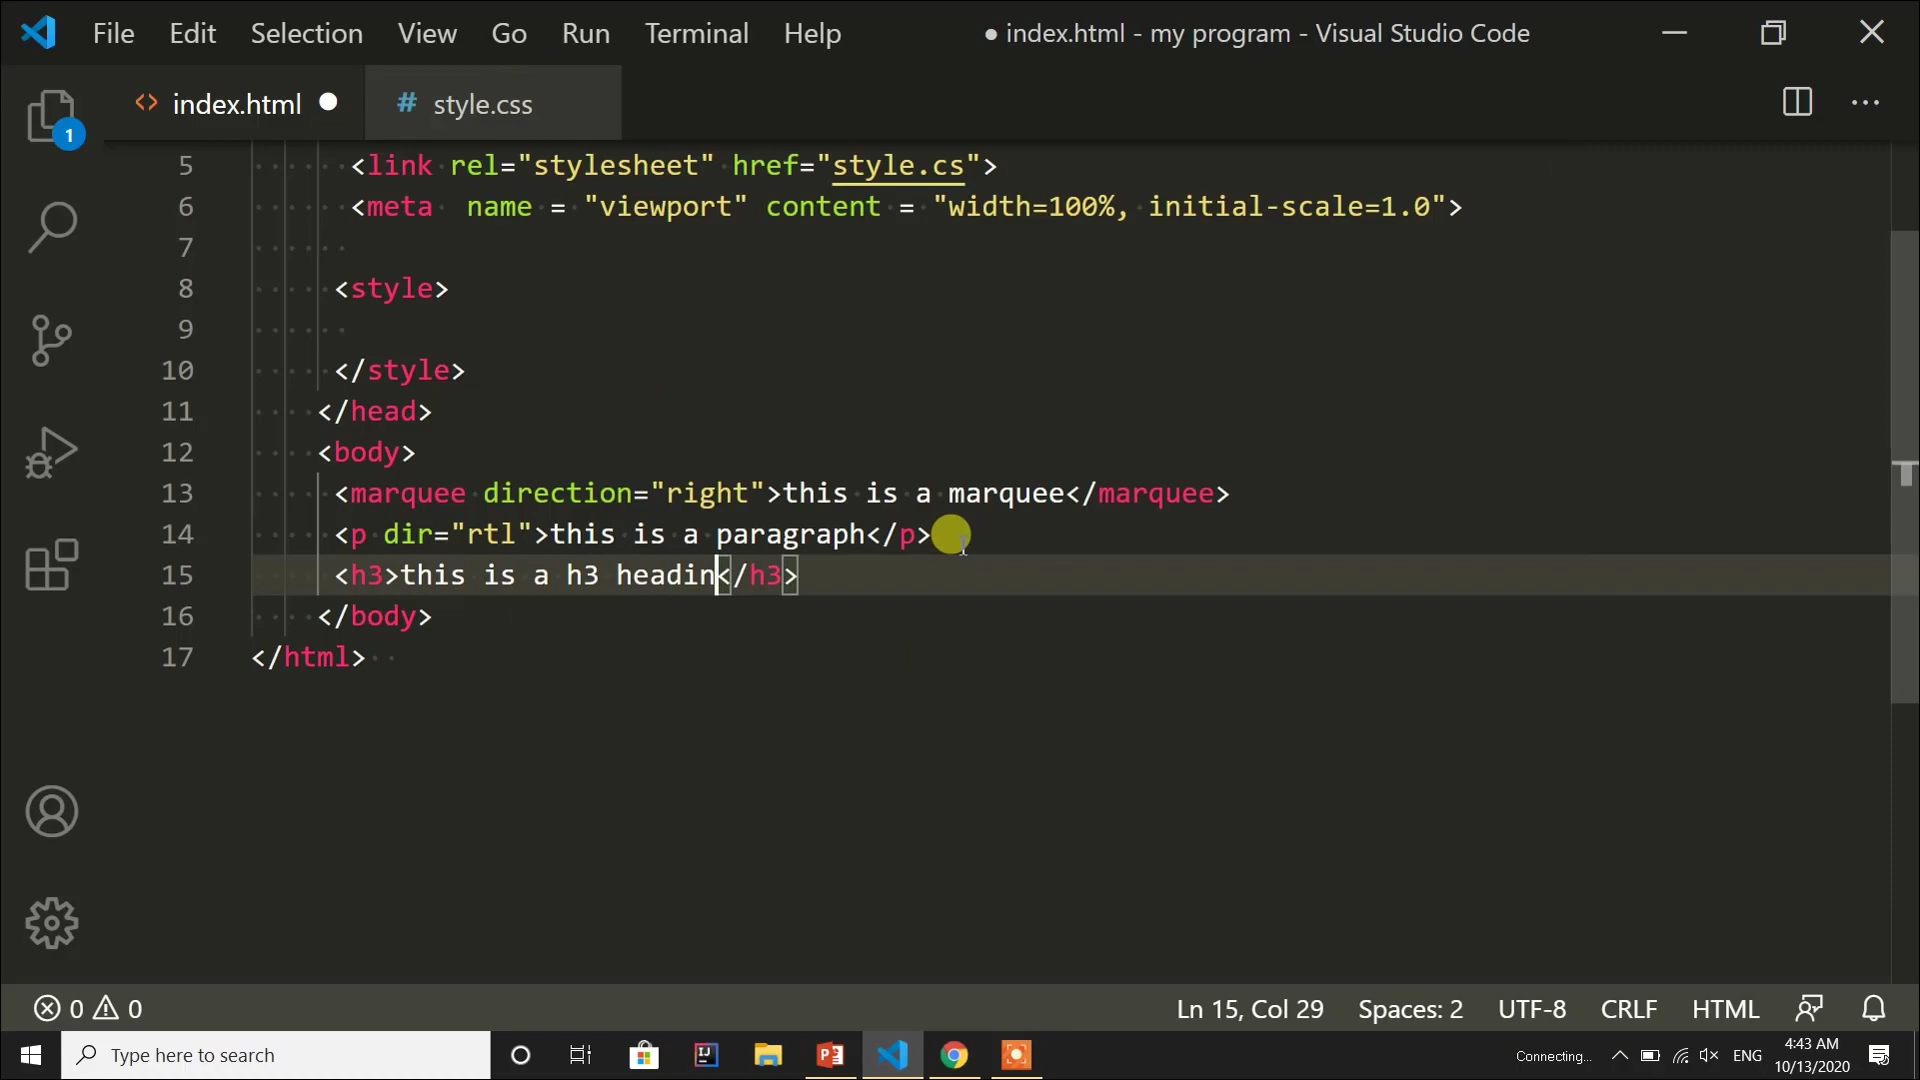 File Edit Selection View Go Run Terminal Help ● index.html - my program - Visual Studio Code
index.html ● # style.css
1
5 <link rel="stylesheet" href="style.cs">
6 <meta name = "viewport" content = "width=100%, initial-scale=1.0">
7
8 <style>
9
10 </style>
11 </head>
12 <body>
13 <marquee direction="right">this is a marquee</marquee>
14 <p dir="rtl">this is a paragraph</p>
15 <h3>this is a h3 headin</h3>
16 </body>
17 </html>
0 0 Ln 15, Col 29 Spaces: 2 UTF-8 CRLF HTML
Type here to search Connecting... ENG 4:43 AM
10/13/2020